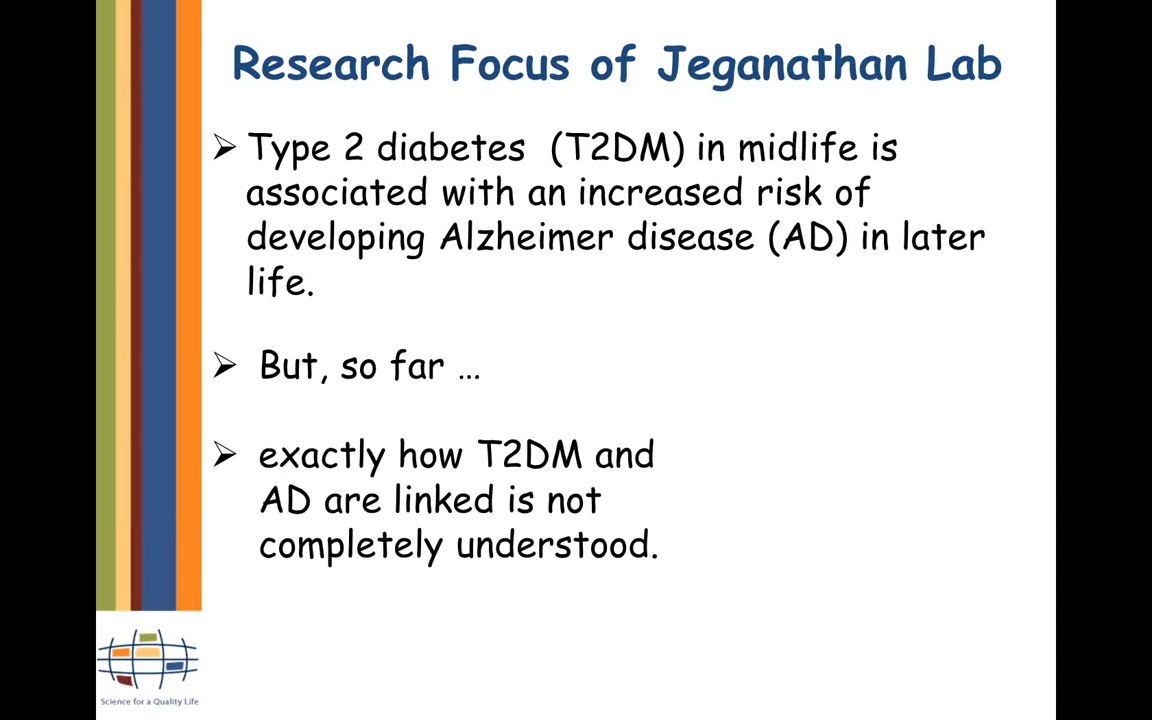 Research Focus of Jeganathan Lab
➢ Type 2 diabetes (T2DM) in midlife is
associated with an increased risk of
developing Alzheimer disease (AD) in later
life.
➢ But, so far …
➢ exactly how T2DM and
AD are linked is not
completely understood.
Science for a Quality Life